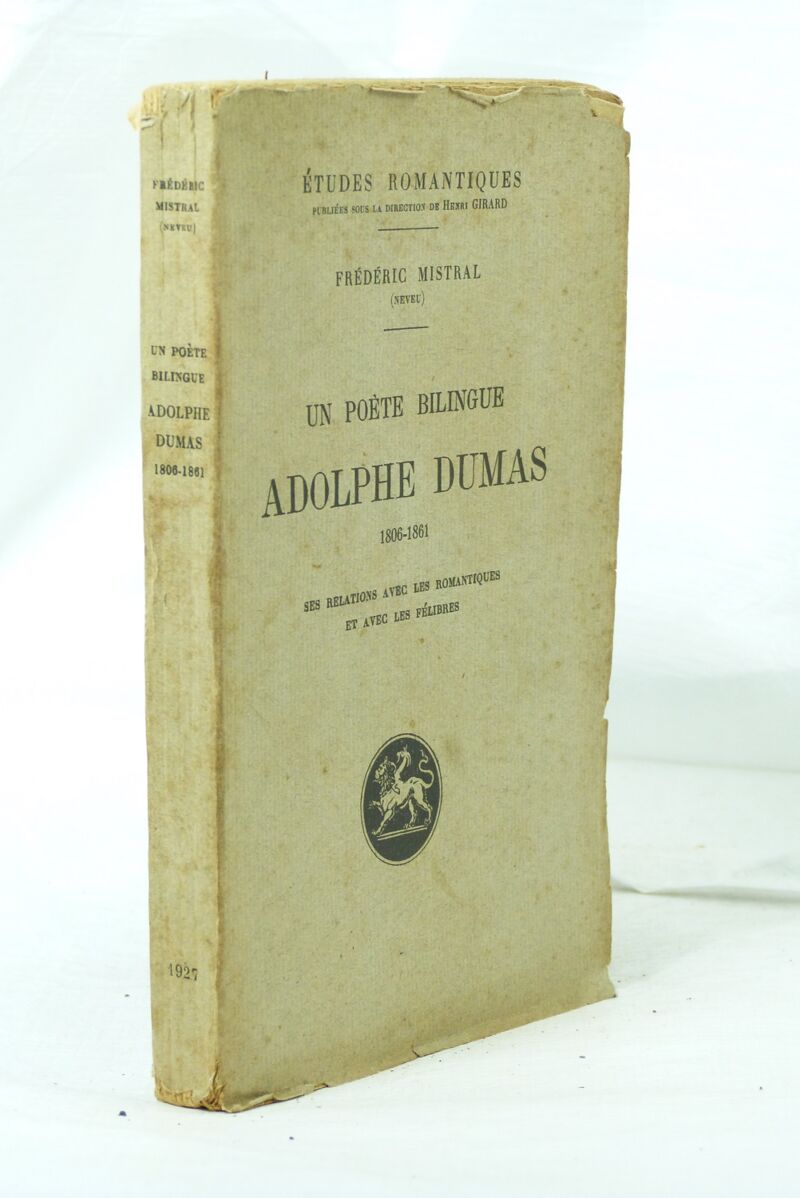 FRÉDÉRIC
MISTRAL
(NEVEU)
UN POÈTE
BILINGUE
ADOLPHE
DUMAS
1806-1861
1927
ÉTUDES ROMANTIQUES
PUBLIÉES SOUS LA DIRECTION DE HENRI GIRARD
FRÉDÉRIC MISTRAL
(NEVEU)
UN POÈTE BILINGUE
ADOLPHE DUMAS
1806-1861
SES RELATIONS AVEC LES ROMANTIQUES
ET AVEC LES FÉLIBRES